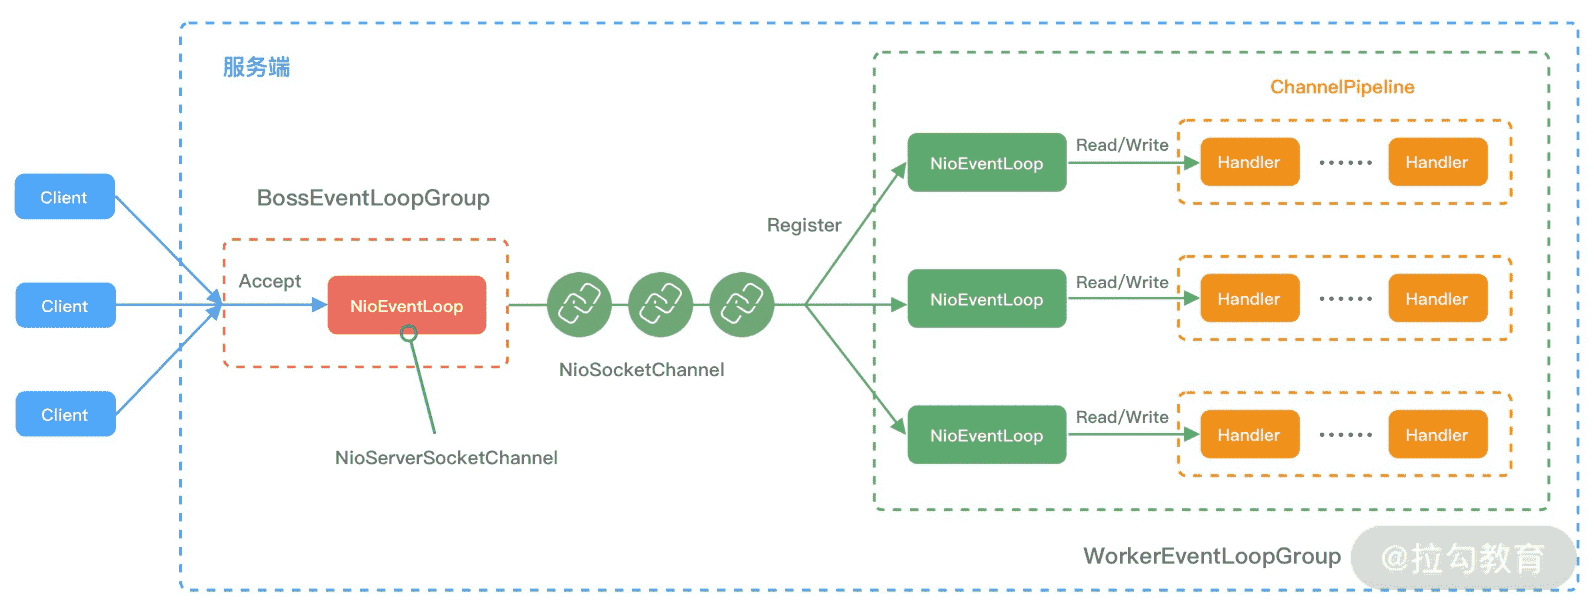 服务端
ChannelPipeline
Client
Client
Client
BossEventLoopGroup
Accept
NioEventLoop
NioServerSocketChannel
NioSocketChannel
Register
NioEventLoop
Read/Write
Handler
······
Handler
NioEventLoop
Read/Write
Handler
······
Handler
NioEventLoop
Read/Write
Handler
······
Handler
WorkerEventLoopGroup
@拉勾教育